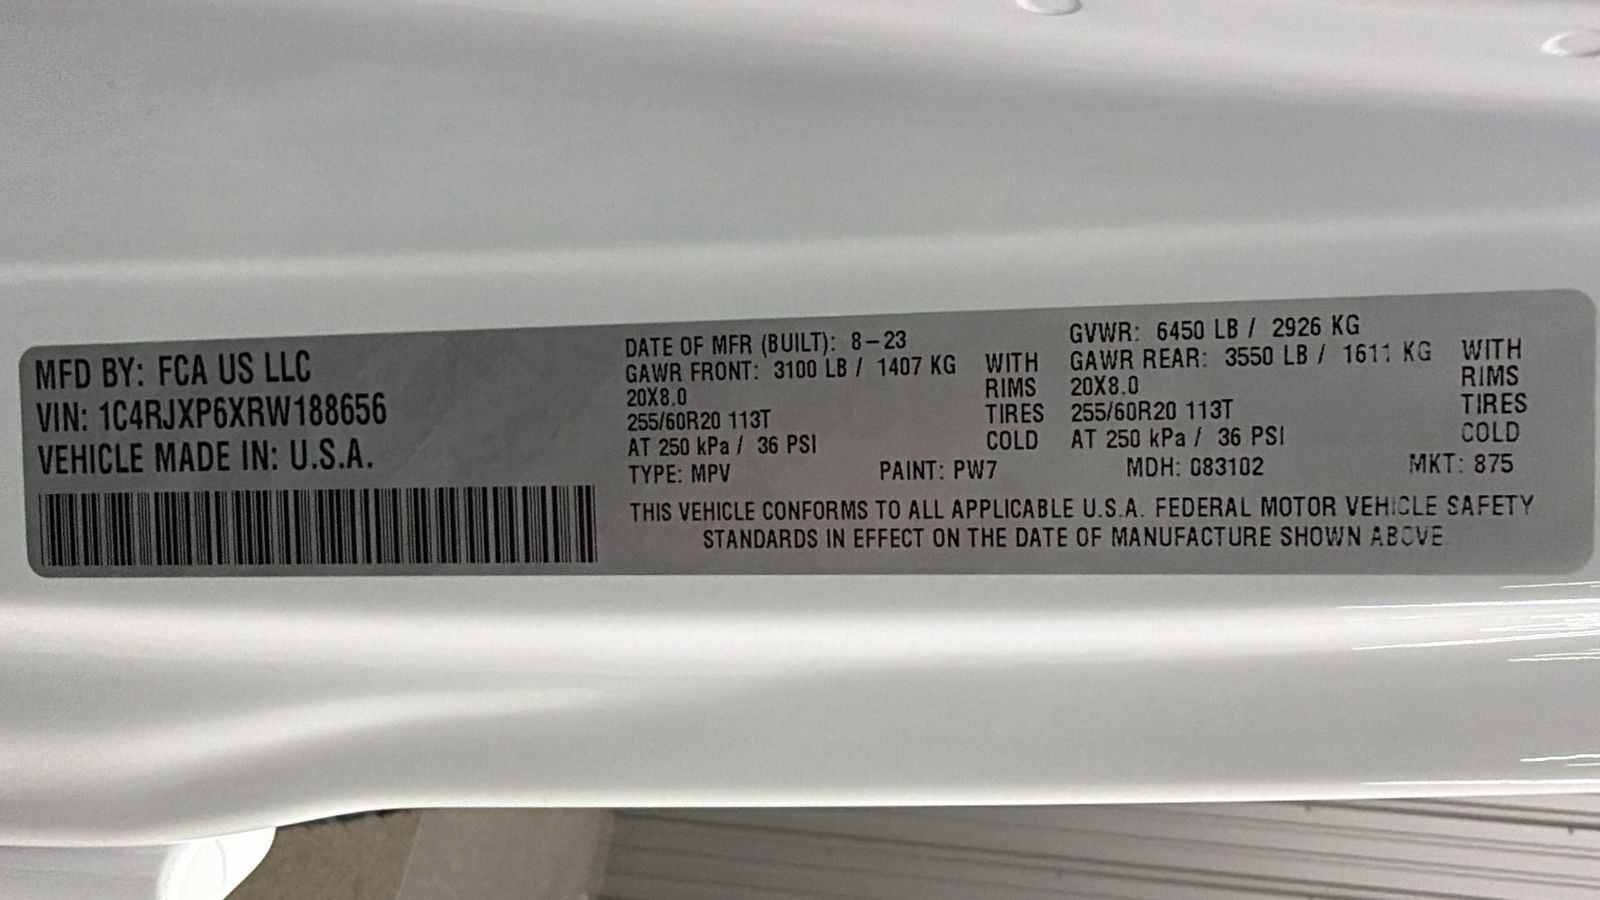 MFD BY: FCA US LLC
VIN: 1C4RJXP6XRW188656
VEHICLE MADE IN: U.S.A.
DATE OF MFR (BUILT): 8-23
GAWR FRONT: 3100 LB / 1407 KG WITH
20X8.0 RIMS
255/60R20 113T TIRES
AT 250 kPa / 36 PSI COLD
GVWR: 6450 LB / 2926 KG
GAWR REAR: 3550 LB / 1611 KG WITH
20X8.0 RIMS
255/60R20 113T TIRES
AT 250 kPa / 36 PSI COLD
TYPE: MPV PAINT: PW7 MDH: 083102 MKT: 875
THIS VEHICLE CONFORMS TO ALL APPLICABLE U.S.A. FEDERAL MOTOR VEHICLE SAFETY
STANDARDS IN EFFECT ON THE DATE OF MANUFACTURE SHOWN ABOVE